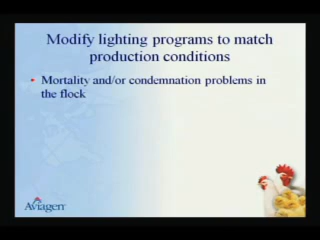 Modify lighting programs to match
production conditions
• Mortality and/or condemnation problems in
the flock
Aviagen